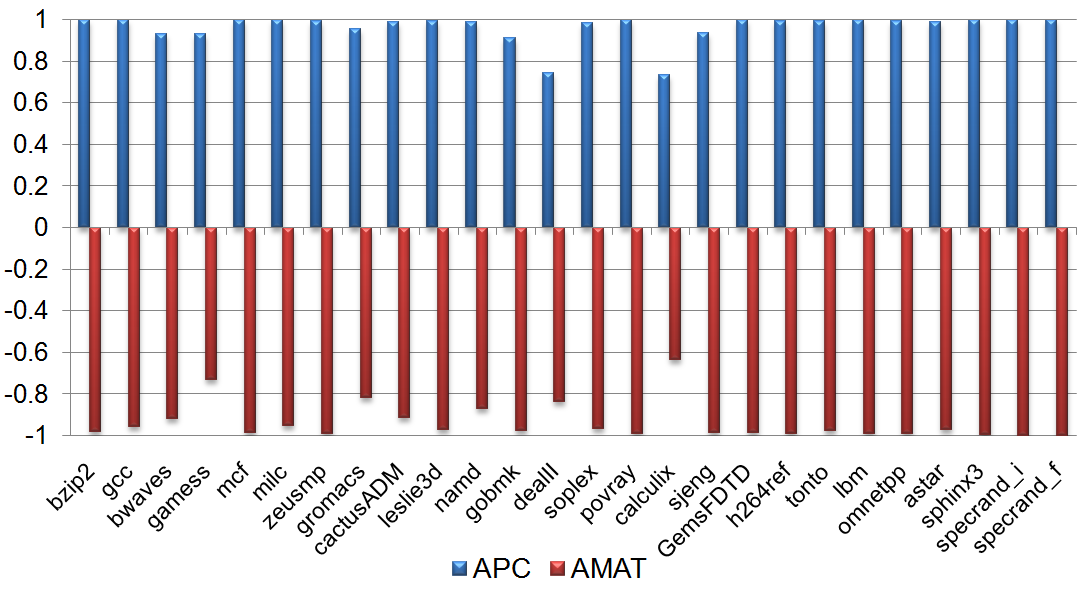 1
0.8
0.6
0.4
0.2
0
-0.2
-0.4
-0.6
-0.8
-1
bzip2
gcc
bwaves
gamess
mcf
milc
zeusmp
gromacs
cactusADM
leslie3d
namd
gobmk
dealII
soplex
povray
calculix
sjeng
GemsFDTD
h264ref
tonto
lbm
omnetpp
astar
sphinx3
specrand_i
specrand_f
APC AMAT